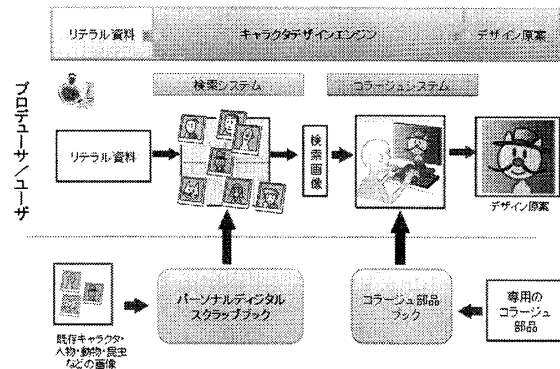 リテラル資料
キャラクタデザインエンジン
デザイン原案
検索システム
コラージュシステム
プロデューサ/ユーザ
リテラル資料
検索画像
デザイン原案
パーソナルディジタル
スクラップブック
コラージュ部品
ブック
専用の
コラージュ
部品
既存キャラクタ・
人物・動物・昆虫
などの画像